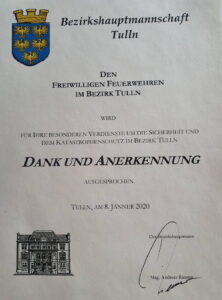 Bezirkshauptmannschaft
Tulln
DEN
FREIWILLIGEN FEUERWEHREN
IM BEZIRK TULLN
WIRD
FÜR IHRE BESONDEREN VERDIENSTE UM DIE SICHERHEIT UND
DEM KATASTROPHENSCHUTZ IM BEZIRK TULLN
DANK UND ANERKENNUNG
AUSGESPROCHEN.
TULLN, AM 8. JÄNNER 2020
Der Bezirkshauptmann
Mag. Andreas Riemer